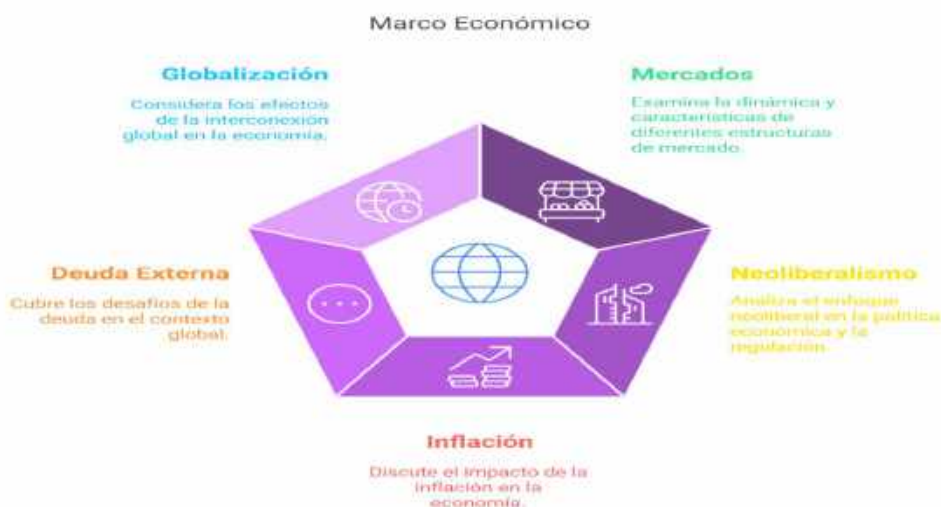 Marco Económico
Globalización
Considera los efectos
de la interconexión
global en la economía.
Mercados
Examina la dinámica y
características de
diferentes estructuras
de mercado.
Deuda Externa
Cubre los desafíos de la
deuda en el contexto
global.
Neoliberalismo
Analiza el enfoque
neoliberal en la política
económica y la
regulación.
Inflación
Discute el impacto de la
inflación en la
economía.